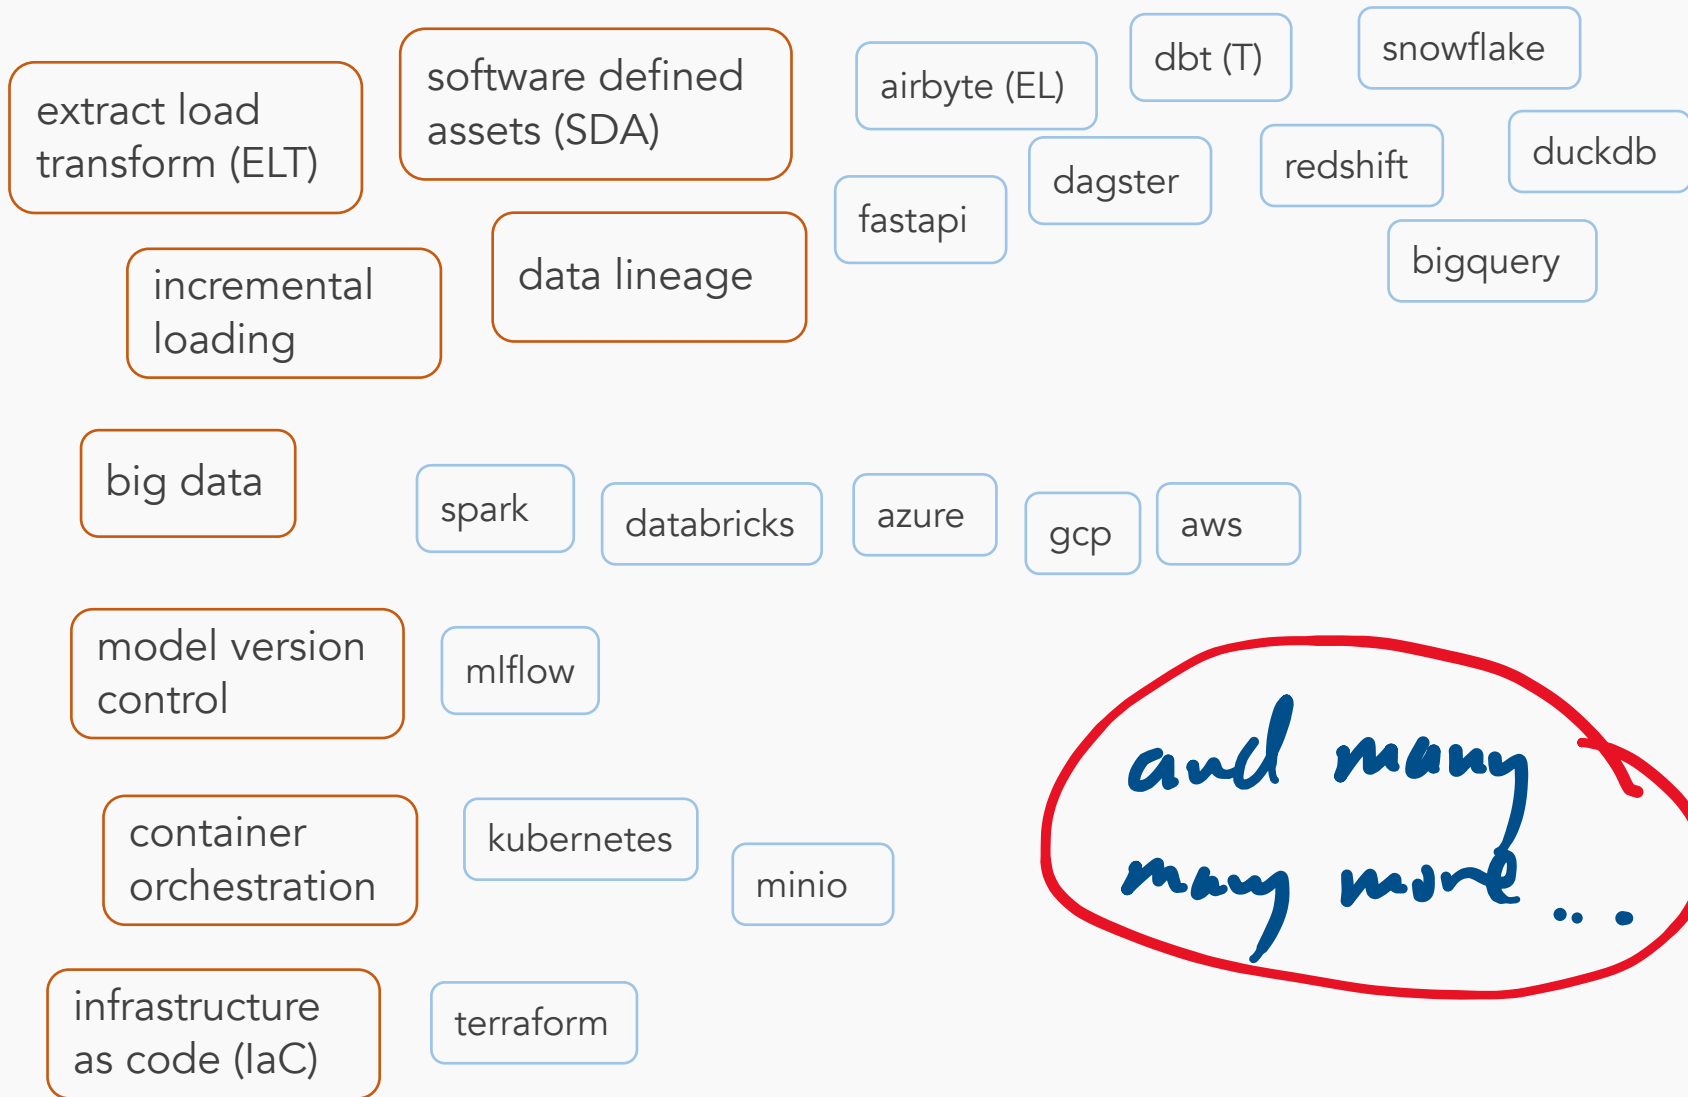 extract load
transform (ELT)
software defined
assets (SDA)
incremental
loading
data lineage
airbyte (EL)
dbt (T)
snowflake
fastapi
dagster
redshift
duckdb
bigquery
big data
spark
databricks
azure
gcp
aws
model version
control
mlflow
container
orchestration
kubernetes
minio
infrastructure
as code (IaC)
terraform
and many
many more...